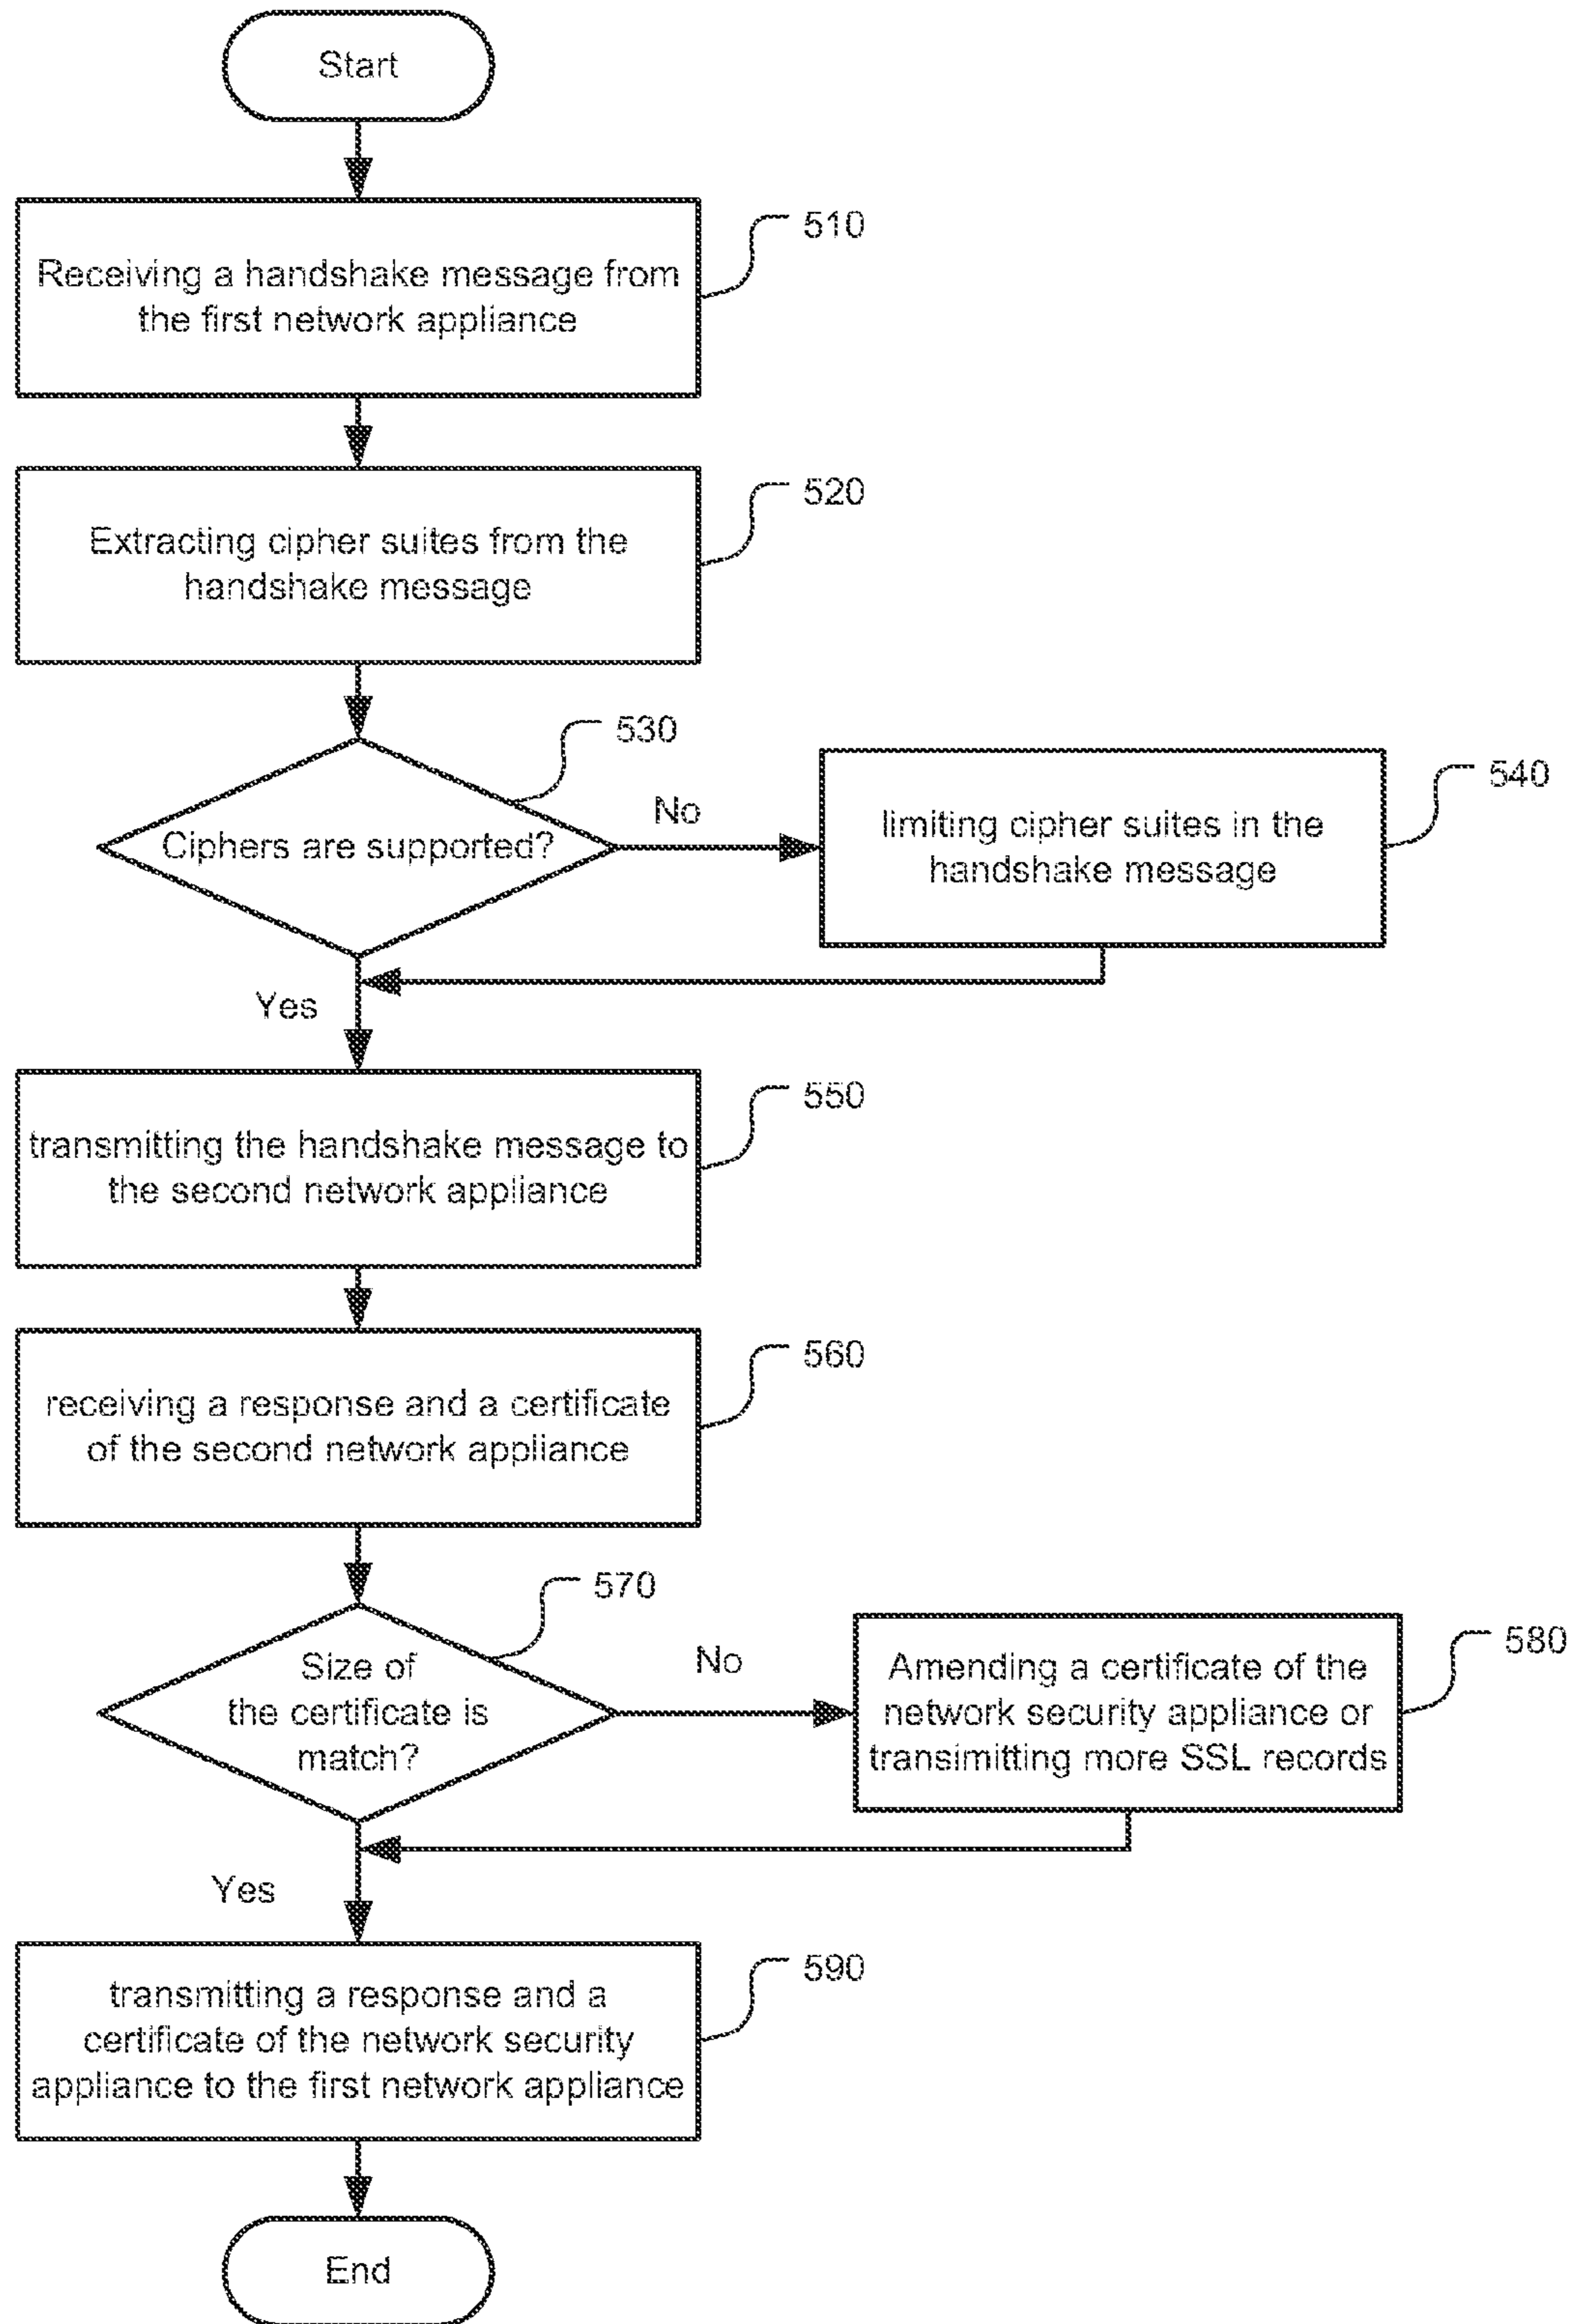 Start
510
Receiving a handshake message from
the first network appliance
520
Extracting cipher suites from the
handshake message
530
Ciphers are supported?
No
540
limiting cipher suites in the
handshake message
Yes
550
transmitting the handshake message to
the second network appliance
560
receiving a response and a certificate
of the second network appliance
570
Size of
the certificate is
match?
No
580
Amending a certificate of the
network security appliance or
transimitting more SSL records
Yes
590
transmitting a response and a
certificate of the network security
appliance to the first network appliance
End